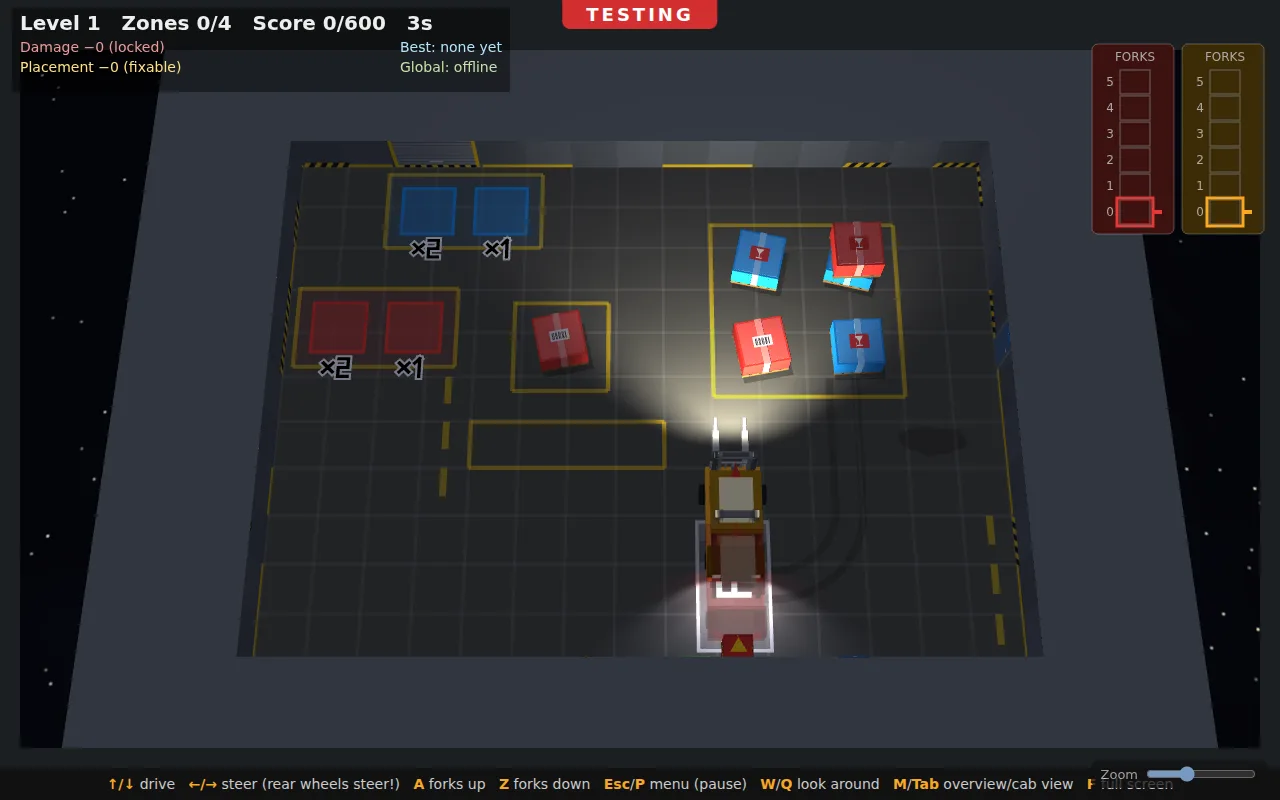 TESTING
Level 1 Zones 0/4 Score 0/600 3s
Damage −0 (locked) Best: none yet
Placement −0 (fixable) Global: offline
FORKS FORKS
5 5
4 4
3 3
2 2
1 1
0 0
×2 ×1
×2 ×1
↑/↓ drive ←/→ steer (rear wheels steer!) A forks up Z forks down Esc/P menu (pause) W/Q look around M/Tab overview/cab view F full screen
Zoom